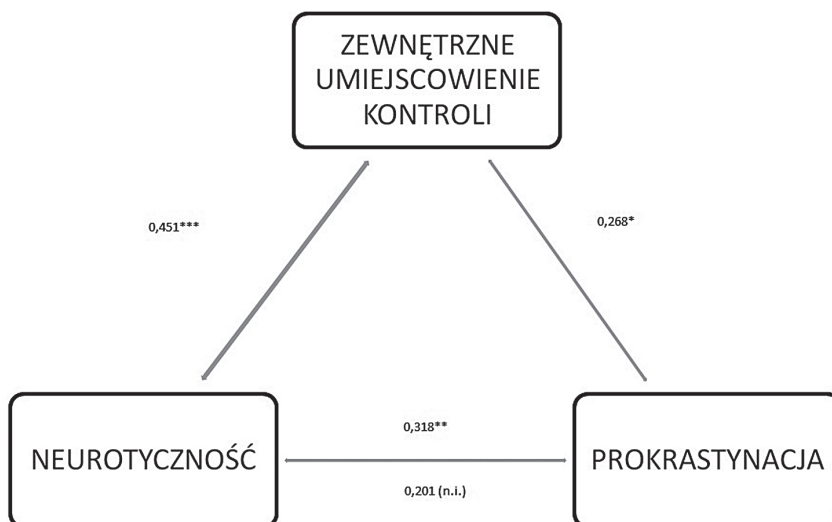 ZEWNĘTRZNE
UMIEJSCOWIENIE
KONTROLI
0,451***
0,268*
NEUROTYCZNOŚĆ
0,318**
0,201 (n.i.)
PROKRASTYNACJA